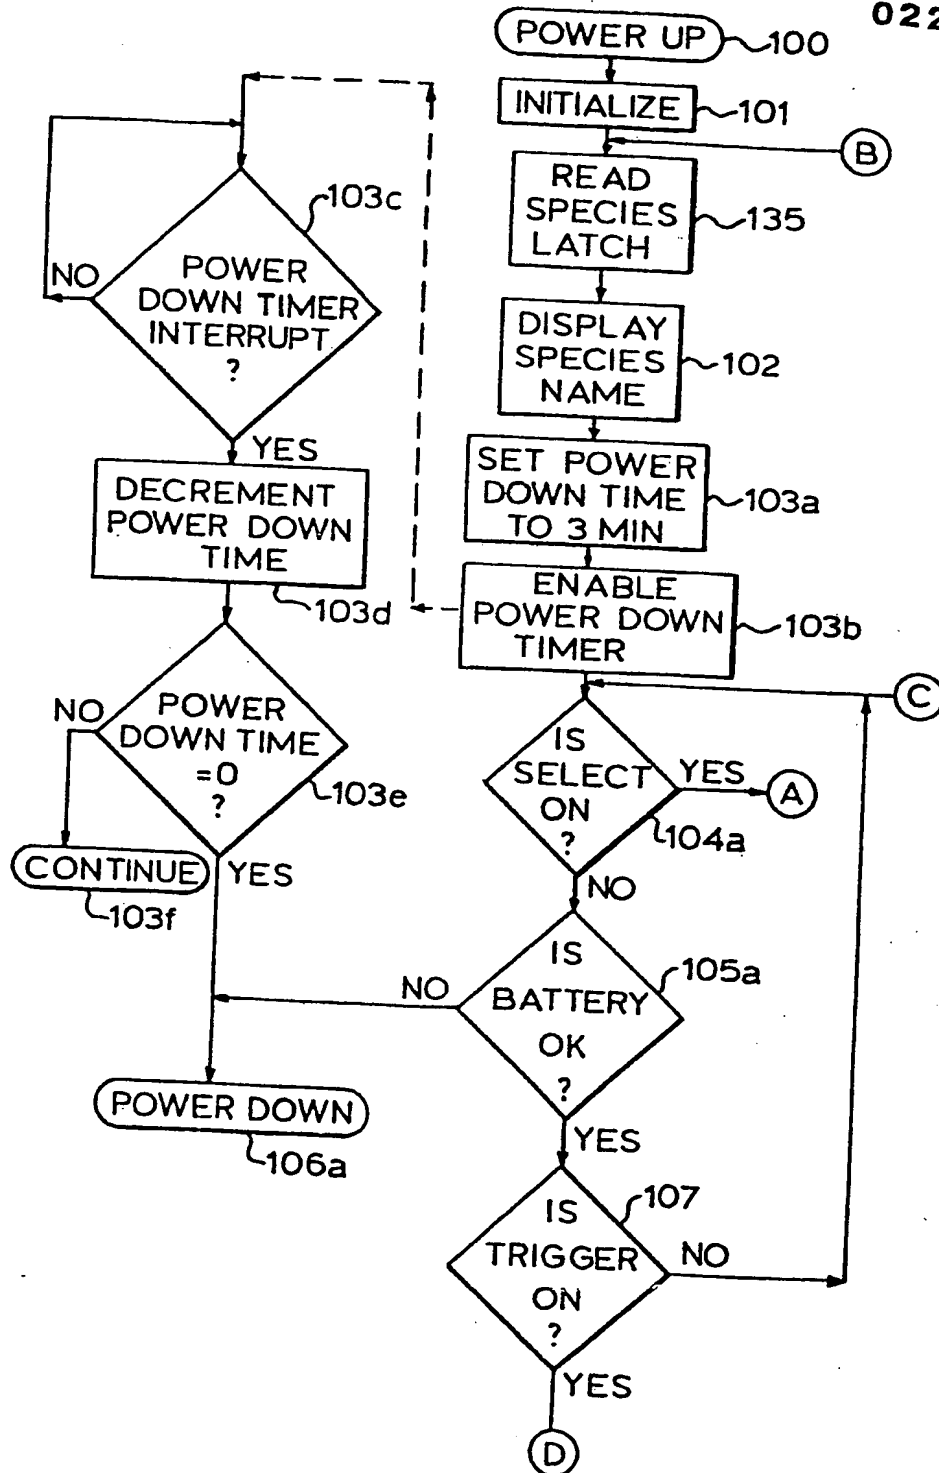 022
POWER UP
100
INITIALIZE
101
B
READ
SPECIES
LATCH
135
DISPLAY
SPECIES
NAME
102
SET POWER
DOWN TIME
TO 3 MIN
103a
ENABLE
POWER DOWN
TIMER
103b
C
IS
SELECT
ON
?
YES
A
104a
NO
IS
BATTERY
OK
?
105a
NO
YES
IS
TRIGGER
ON
?
107
NO
YES
D
103c
POWER
DOWN TIMER
INTERRUPT
?
NO
YES
DECREMENT
POWER DOWN
TIME
103d
POWER
DOWN TIME
=0
?
NO
103e
CONTINUE
YES
103f
POWER DOWN
106a